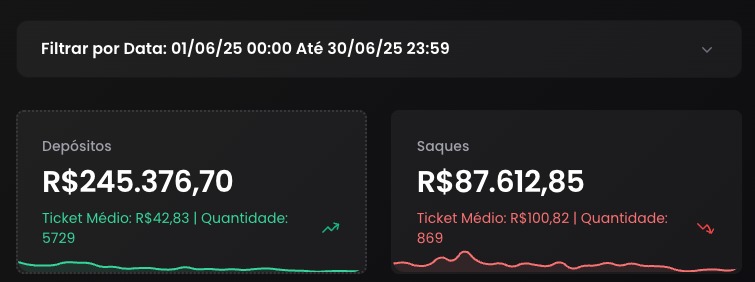 Filtrar por Data: 01/06/25 00:00 Até 30/06/25 23:59
Depósitos
R$245.376,70
Ticket Médio: R$42,83 | Quantidade:
5729
Saques
R$87.612,85
Ticket Médio: R$100,82 | Quantidade:
869